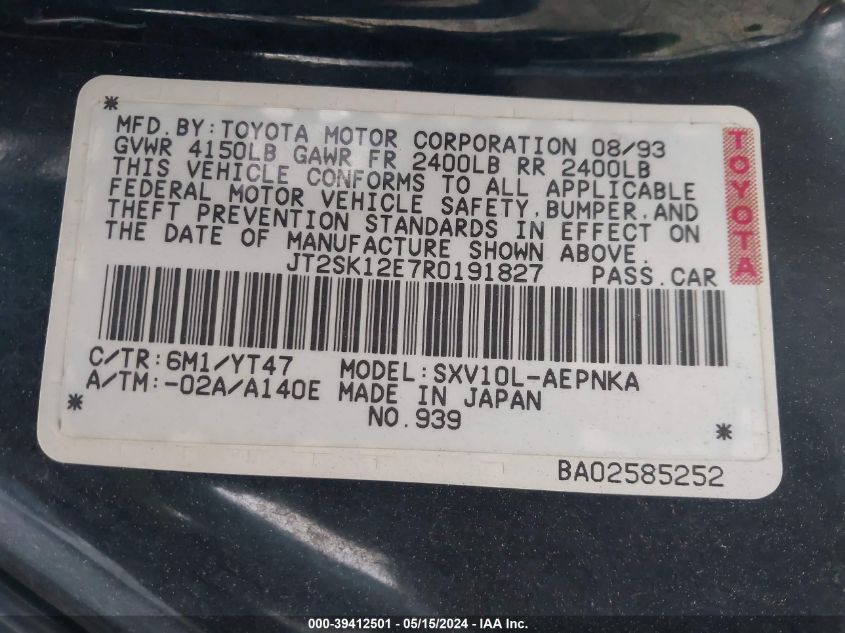 MFD. BY: TOYOTA MOTOR CORPORATION 08/93
GVWR 4150LB GAWR FR 2400LB RR 2400LB
THIS VEHICLE CONFORMS TO ALL APPLICABLE
FEDERAL MOTOR VEHICLE SAFETY, BUMPER, AND
THEFT PREVENTION STANDARDS IN EFFECT ON
THE DATE OF MANUFACTURE SHOWN ABOVE.
JT2SK12E7R0191827 PASS. CAR
TOYOTA
C/TR: 6M1/YT47 MODEL: SXV10L-AEPNKA
A/TM: -02A/A140E MADE IN JAPAN
NO. 939
BA02585252
000-39412501 - 05/15/2024 - IAA Inc.